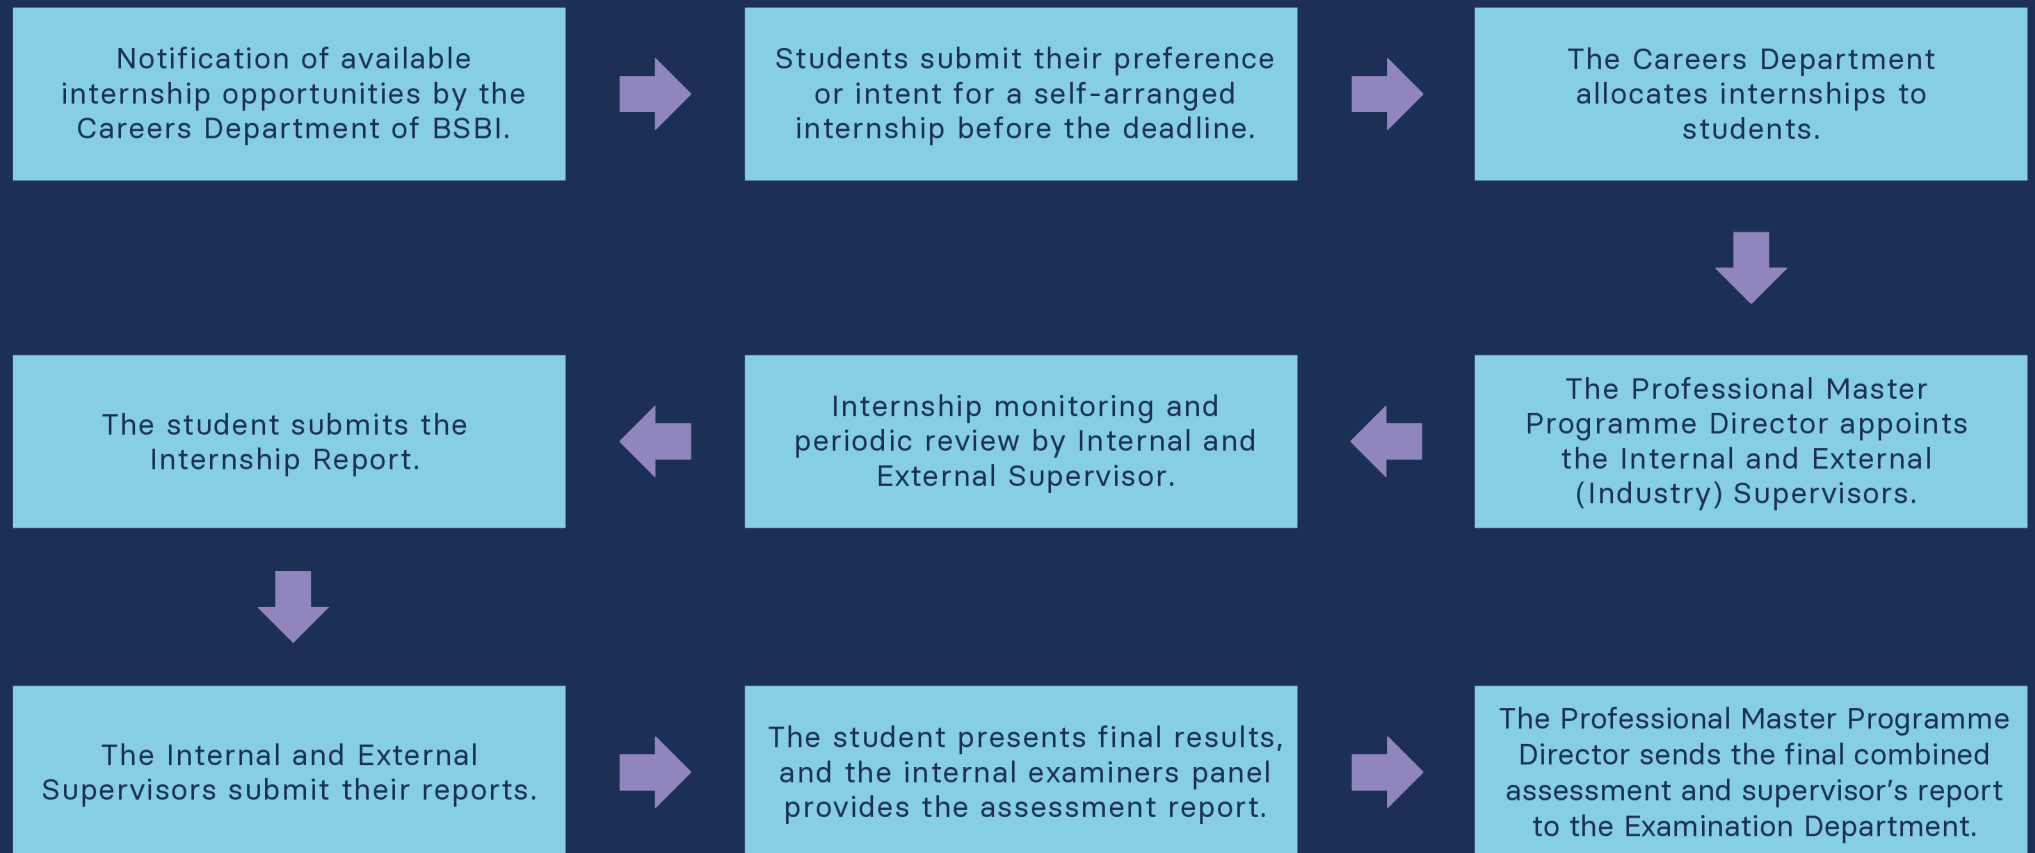 Notification of available
internship opportunities by the
Careers Department of BSBI.
Students submit their preference
or intent for a self-arranged
internship before the deadline.
The Careers Department
allocates internships to
students.
The Professional Master
Programme Director appoints
the Internal and External
(Industry) Supervisors.
Internship monitoring and
periodic review by Internal and
External Supervisor.
The student submits the
Internship Report.
The Internal and External
Supervisors submit their reports.
The student presents final results,
and the internal examiners panel
provides the assessment report.
The Professional Master Programme
Director sends the final combined
assessment and supervisor’s report
to the Examination Department.